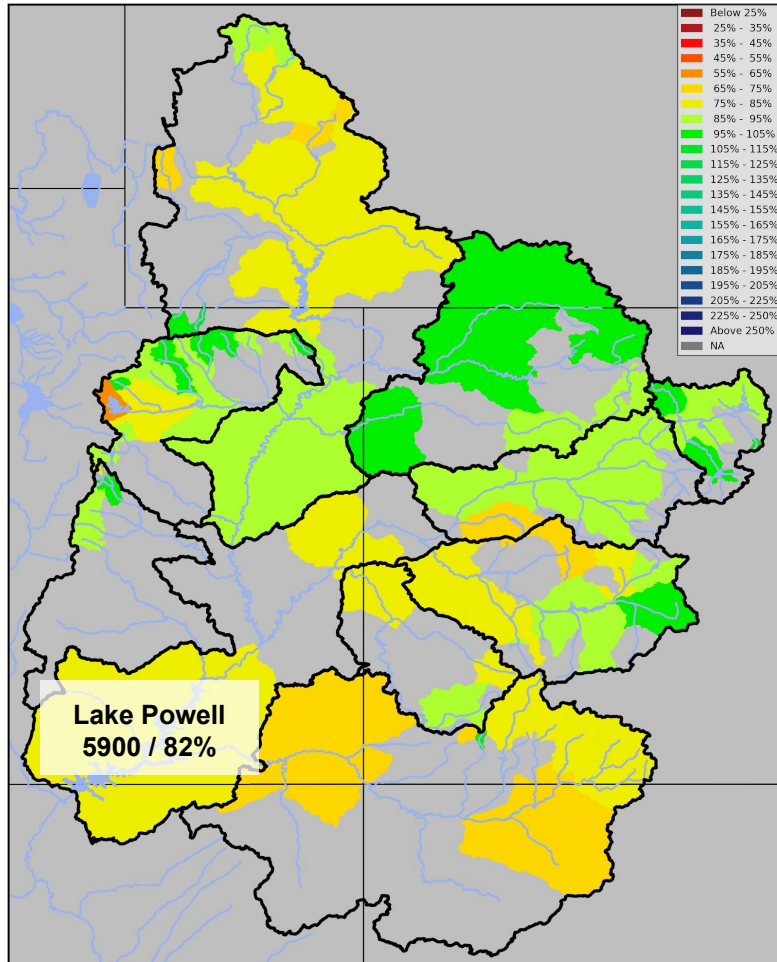 Below 25%
25% - 35%
35% - 45%
45% - 55%
55% - 65%
65% - 75%
75% - 85%
85% - 95%
95% - 105%
105% - 115%
115% - 125%
125% - 135%
135% - 145%
145% - 155%
155% - 165%
165% - 175%
175% - 185%
185% - 195%
195% - 205%
205% - 225%
225% - 250%
Above 250%
NA
Lake Powell
5900 / 82%